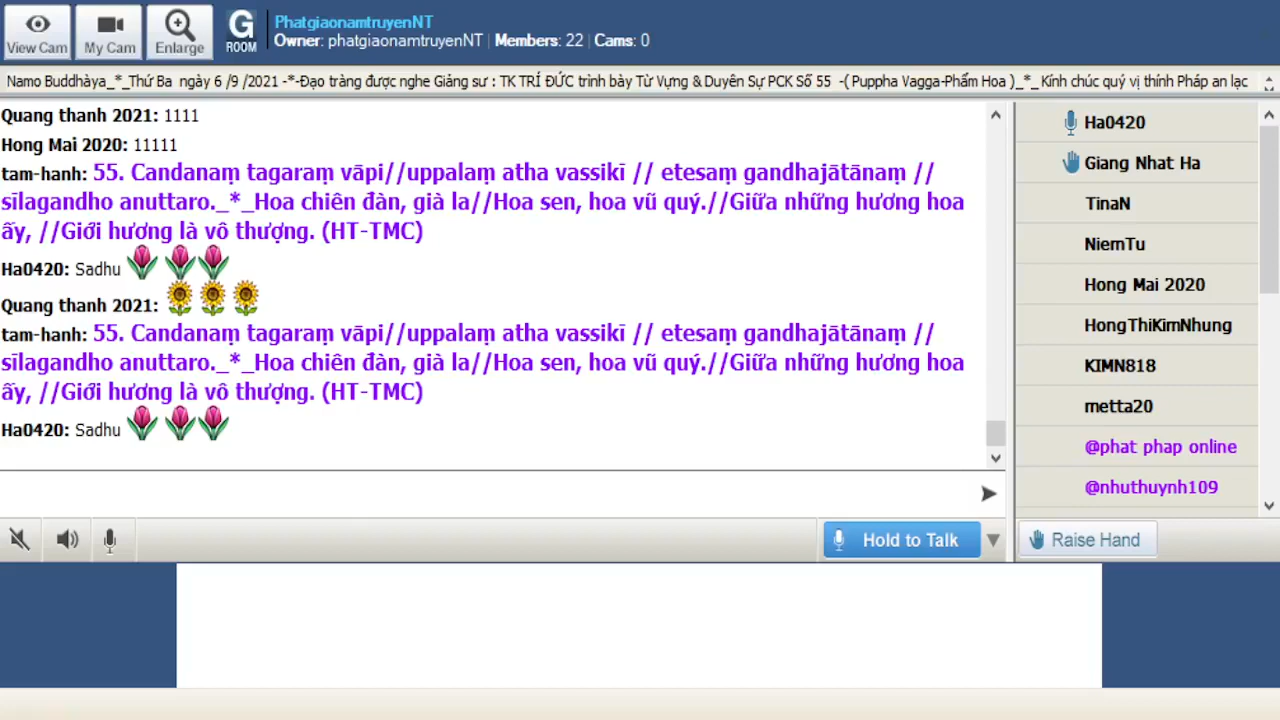 View Cam
My Cam
Enlarge
G
ROOM
PhatgiaonamtruyenNT
Owner: phatgiaonamtruyenNT | Members: 22 | Cams: 0
Namo Buddhàya_*_Thứ Ba ngày 6 /9 /2021 -*-Đạo tràng được nghe Giảng sư : TK TRÍ ĐỨC trình bày Từ Vựng & Duyên Sự PCK Số 55 -( Puppha Vagga-Phẩm Hoa )_*_ Kính chúc quý vị thính Pháp an lạc
Quang thanh 2021: 1111
Hong Mai 2020: 11111
tam-hanh: 55. Candanaṃ tagaraṃ vāpi//uppalaṃ atha vassikī // etesaṃ gandhajātānaṃ //
sīlagandho anuttaro._*_Hoa chiên đàn, già la//Hoa sen, hoa vũ quý.//Giữa những hương hoa
ấy, //Giới hương là vô thượng. (HT-TMC)
Ha0420: Sadhu
Quang thanh 2021:
tam-hanh: 55. Candanaṃ tagaraṃ vāpi//uppalaṃ atha vassikī // etesaṃ gandhajātānaṃ //
sīlagandho anuttaro._*_Hoa chiên đàn, già la//Hoa sen, hoa vũ quý.//Giữa những hương hoa
ấy, //Giới hương là vô thượng. (HT-TMC)
Ha0420: Sadhu
Hold to Talk
Ha0420
Giang Nhat Ha
TinaN
NiemTu
Hong Mai 2020
HongThiKimNhung
KIMN818
metta20
@phat phap online
@nhuthuynh109
Raise Hand